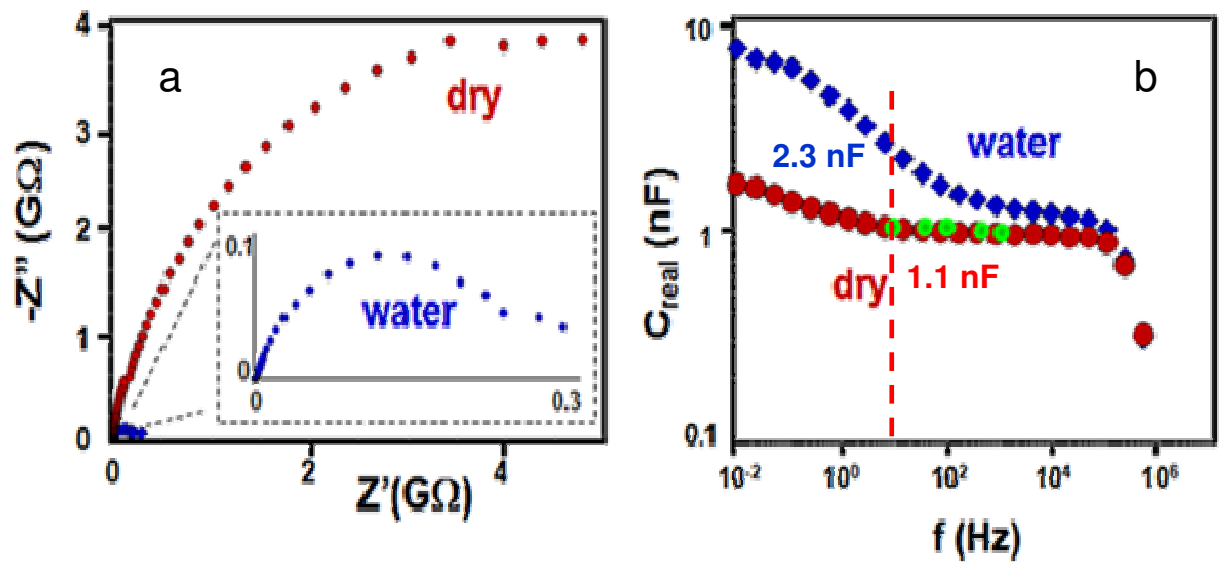 a
4
3
2
1
0
-Z'' (GΩ)
dry
0.1
0
water
0
0.3
0
2
4
Z'(GΩ)
b
10
1
0.1
C_real (nF)
water
2.3 nF
dry
1.1 nF
10^-2
10^0
10^2
10^4
10^6
f (Hz)